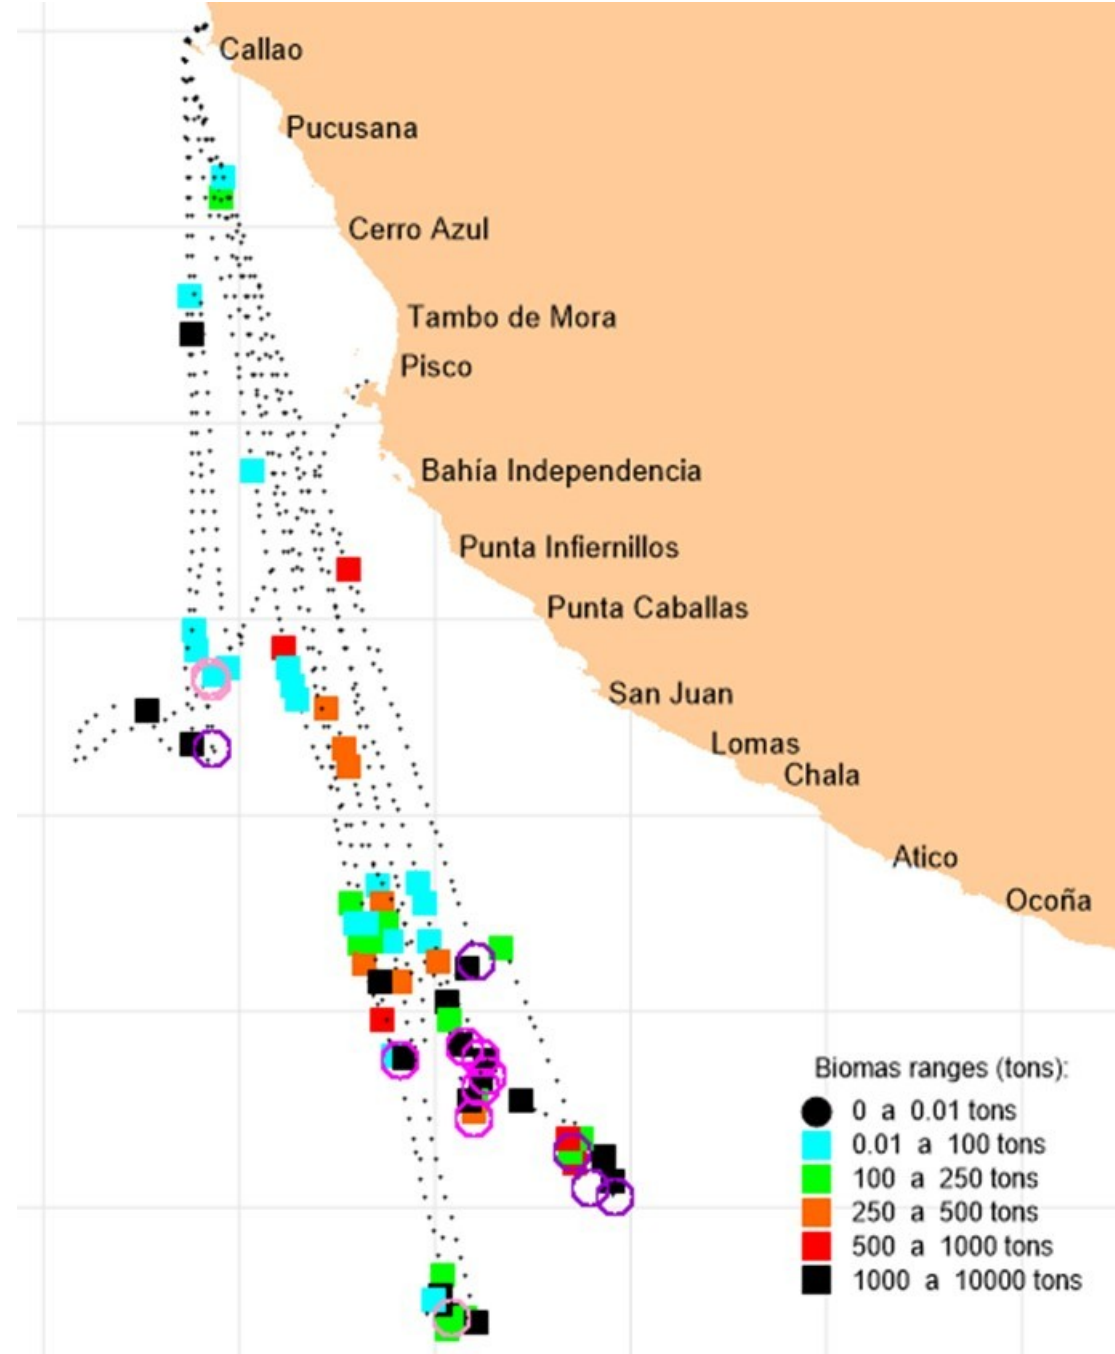 Callao
Pucusana
Cerro Azul
Tambo de Mora
Pisco
Bahía Independencia
Punta Infiernillos
Punta Caballas
San Juan
Lomas
Chala
Atico
Ocoña
Biomas ranges (tons):
0 a 0.01 tons
0.01 a 100 tons
100 a 250 tons
250 a 500 tons
500 a 1000 tons
1000 a 10000 tons